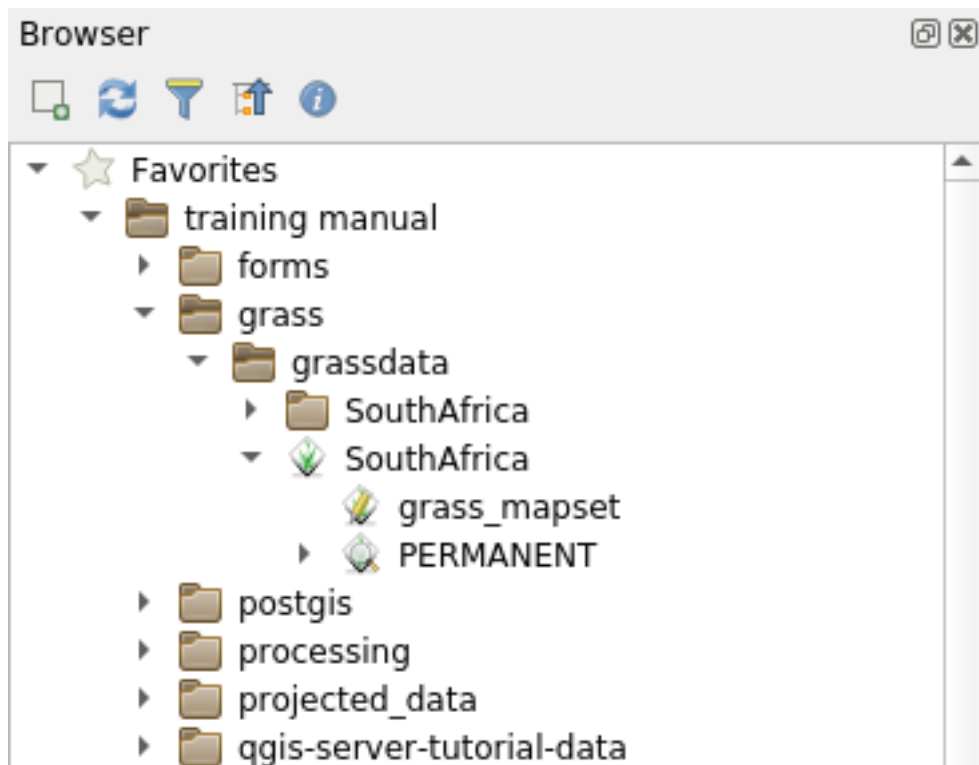 Browser
Favorites
training manual
forms
grass
grassdata
SouthAfrica
SouthAfrica
grass_mapset
PERMANENT
postgis
processing
projected_data
qgis-server-tutorial-data